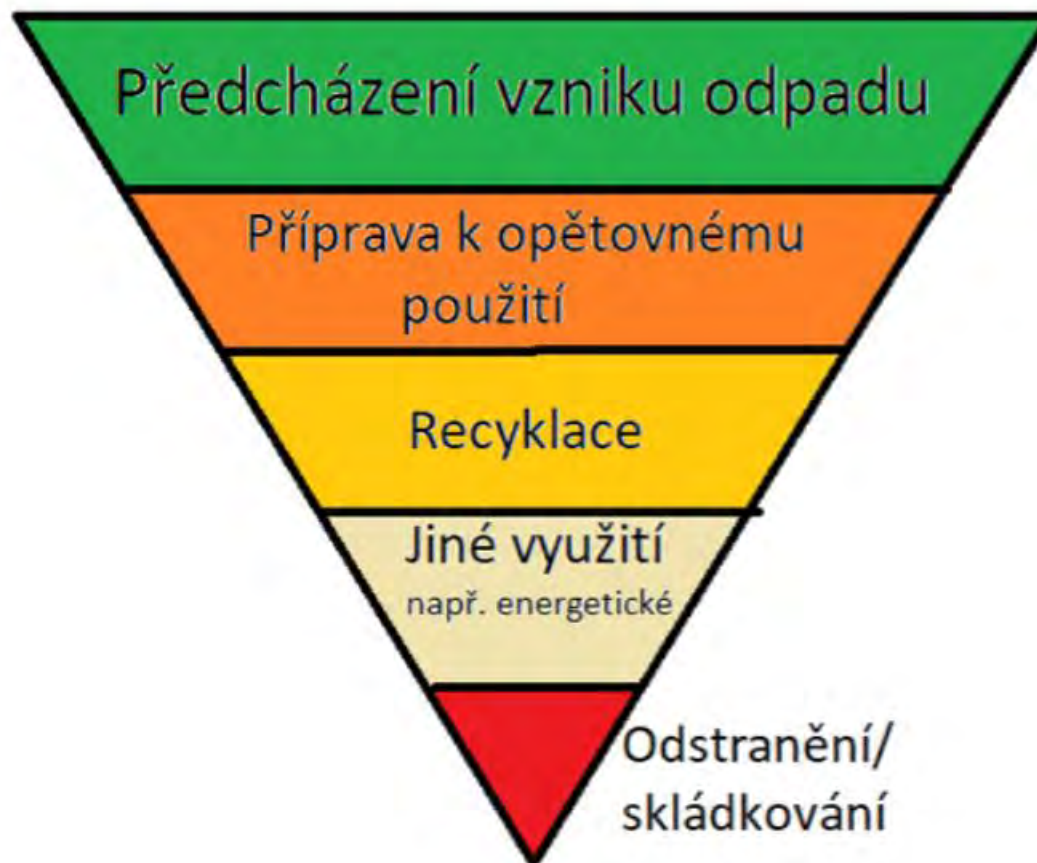 Předcházení vzniku odpadu
Příprava k opětovnému
použití
Recyklace
Jiné využití
např. energetické
Odstranění/
skládkování